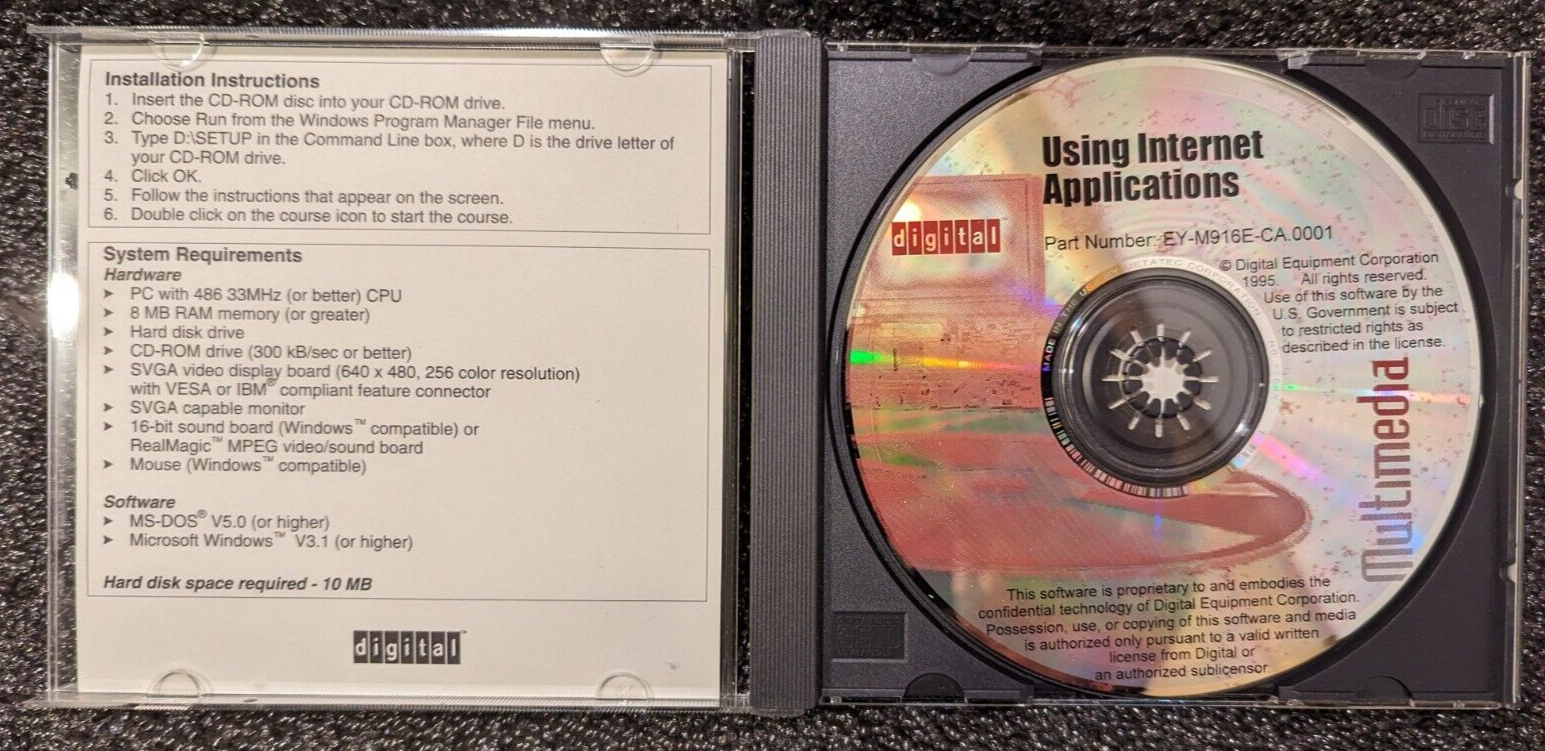 Installation Instructions
1. Insert the CD-ROM disc into your CD-ROM drive.
2. Choose Run from the Windows Program Manager File menu.
3. Type D:\SETUP in the Command Line box, where D is the drive letter of
your CD-ROM drive.
4. Click OK.
5. Follow the instructions that appear on the screen.
6. Double click on the course icon to start the course.
System Requirements
Hardware
➤ PC with 486 33MHz (or better) CPU
➤ 8 MB RAM memory (or greater)
➤ Hard disk drive
➤ CD-ROM drive (300 kB/sec or better)
➤ SVGA video display board (640 x 480, 256 color resolution)
with VESA or IBM® compliant feature connector
➤ SVGA capable monitor
➤ 16-bit sound board (Windows™ compatible) or
RealMagic™ MPEG video/sound board
➤ Mouse (Windows™ compatible)
Software
➤ MS-DOS® V5.0 (or higher)
➤ Microsoft Windows™ V3.1 (or higher)
Hard disk space required - 10 MB
digital™
Using Internet
Applications
digital™
Part Number: EY-M916E-CA.0001
© Digital Equipment Corporation
1995. All rights reserved.
Use of this software by the
U.S. Government is subject
to restricted rights as
described in the license.
MADE IN THE U.
METATEC CORPORATION
Multimedia
This software is proprietary to and embodies the
confidential technology of Digital Equipment Corporation.
Possession, use, or copying of this software and media
is authorized only pursuant to a valid written
license from Digital or
an authorized sublicensor.
disc